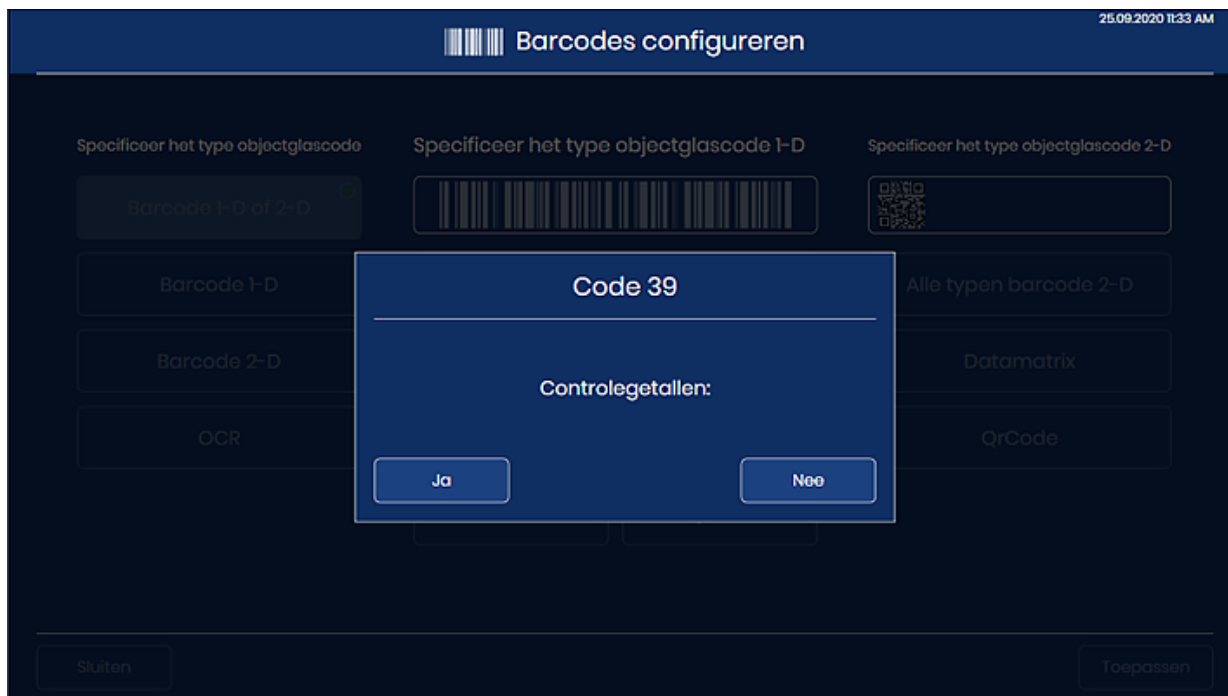 25.09.2020 11:33 AM
Barcodes configureren
Specificeer het type objectglascode
Specificeer het type objectglascode 1-D
Specificeer het type objectglascode 2-D
Barcode 1-D of 2-D
Barcode 1-D
Alle typen barcode 2-D
Barcode 2-D
Datamatrix
OCR
QrCode
Code 39
Controlegetallen:
Ja
Nee
Sluiten
Toepassen